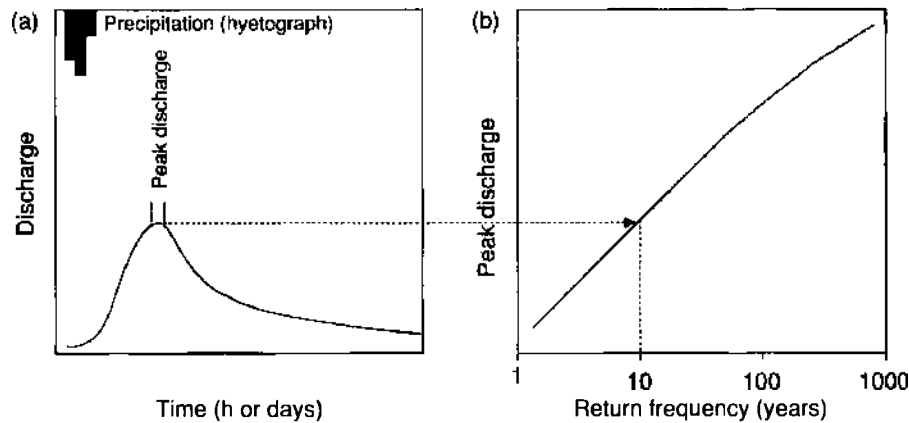 (a)
Precipitation (hyetograph)
Peak discharge
Discharge
Time (h or days)
(b)
Peak discharge
1
10
100
1000
Return frequency (years)